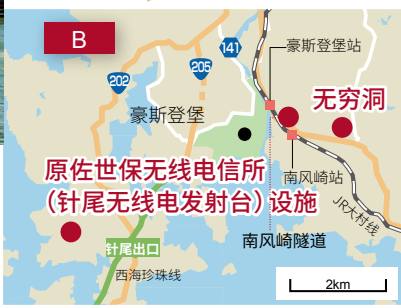 B
141
豪斯登堡站
205
202
无穷洞
豪斯登堡
原佐世保无线电信所
（针尾无线电发射台）设施
南风崎站
JR大村线
针尾出口
南风崎隧道
西海珍珠线
2km